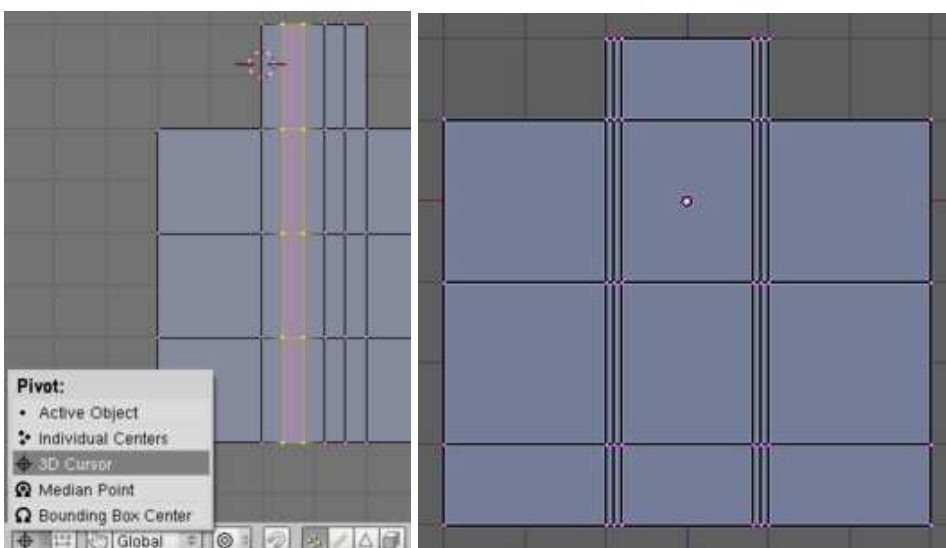 Pivot:
Active Object
Individual Centers
3D Cursor
Median Point
Bounding Box Center
Global